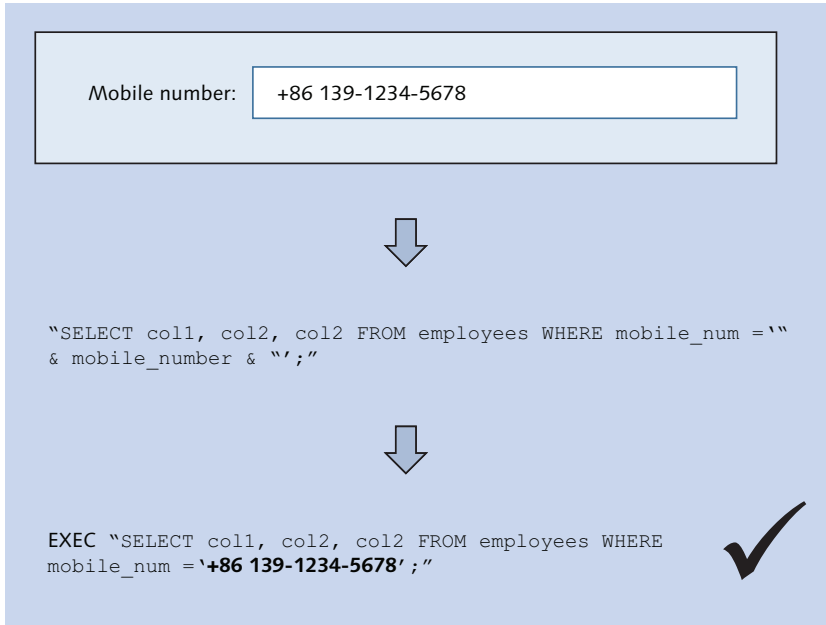 Mobile number: +86 139-1234-5678
“SELECT col1, col2, col2 FROM employees WHERE mobile_num =‘“
& mobile_number & “’;”
EXEC “SELECT col1, col2, col2 FROM employees WHERE
mobile_num =‘+86 139-1234-5678’;”